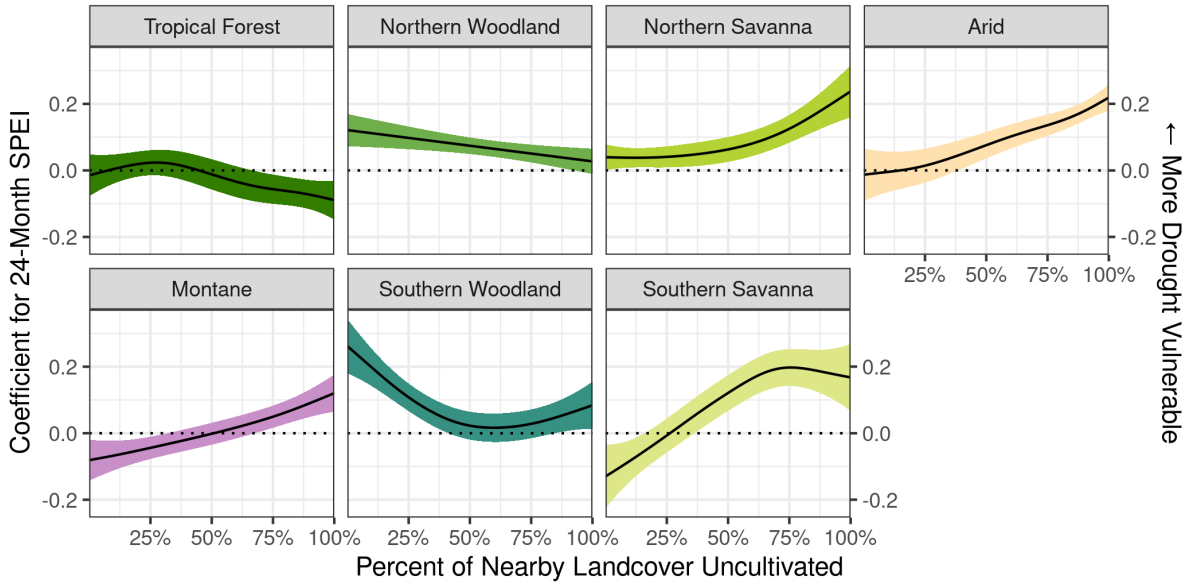 Tropical Forest
Northern Woodland
Northern Savanna
Arid
Coefficient for 24-Month SPEI
0.2
0.0
-0.2
0.2
0.0
-0.2
25% 50% 75% 100%
← More Drought Vulnerable
Montane
Southern Woodland
Southern Savanna
0.2
0.0
-0.2
0.2
0.0
-0.2
25% 50% 75% 100%
25% 50% 75% 100%
25% 50% 75% 100%
Percent of Nearby Landcover Uncultivated